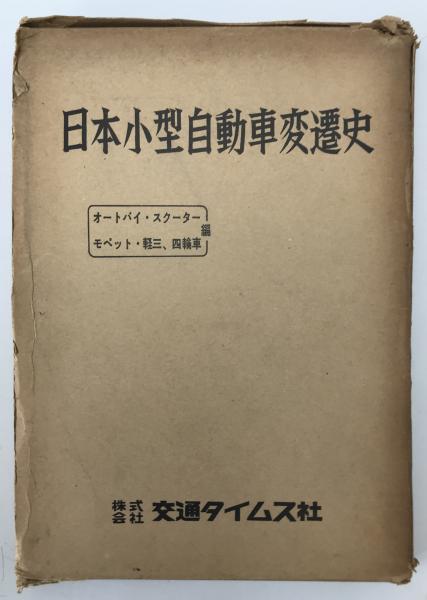 日本小型自動車変遷史
オートバイ・スクーター
モペット・軽三、四輪車
編
株式会社 交通タイムス社